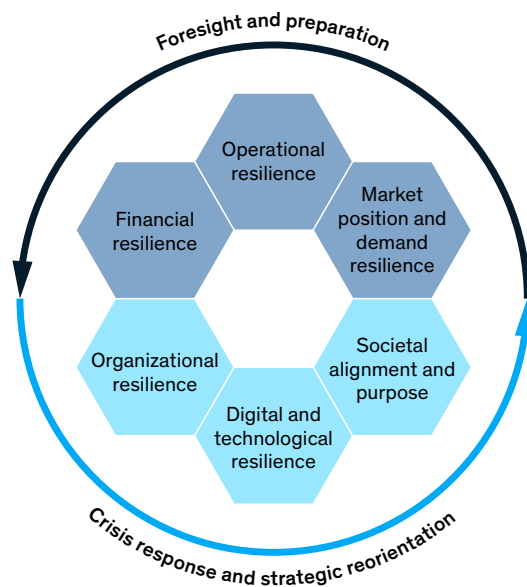 Foresight and preparation
Operational
resilience
Financial
resilience
Market
position and
demand
resilience
Organizational
resilience
Societal
alignment and
purpose
Digital and
technological
resilience
Crisis response and strategic reorientation